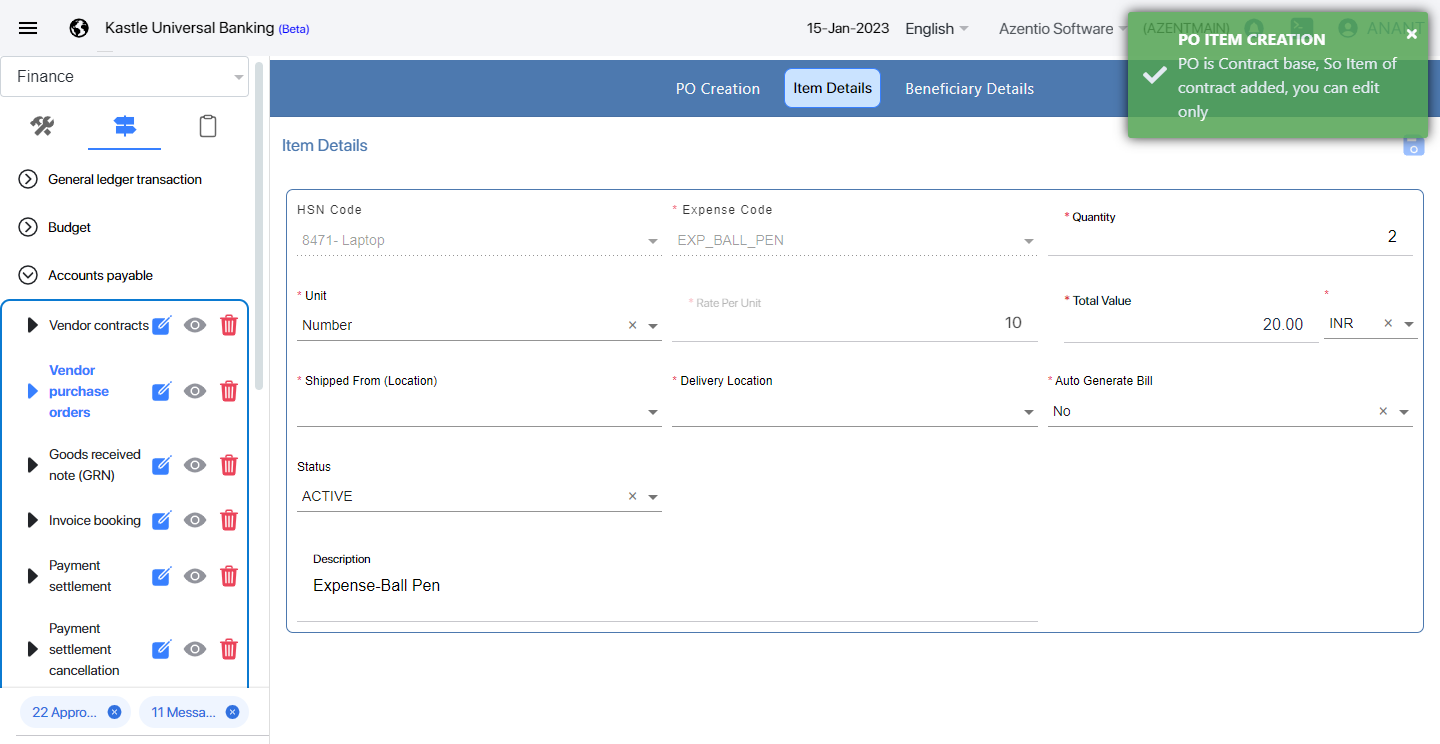 Kastle Universal Banking (Beta)
15-Jan-2023
English
Azentio Software
(AZENTMAIN)
ANANT
PO ITEM CREATION
PO is Contract base, So Item of
contract added, you can edit
only
Finance
PO Creation
Item Details
Beneficiary Details
General ledger transaction
Budget
Accounts payable
Vendor contracts
Vendor
purchase
orders
Goods received
note (GRN)
Invoice booking
Payment
settlement
Payment
settlement
cancellation
22 Appro...
11 Messa...
Item Details
HSN Code
8471- Laptop
* Expense Code
EXP_BALL_PEN
* Quantity
2
* Unit
Number
* Rate Per Unit
10
* Total Value
20.00
*
INR
* Shipped From (Location)
* Delivery Location
* Auto Generate Bill
No
Status
ACTIVE
Description
Expense-Ball Pen